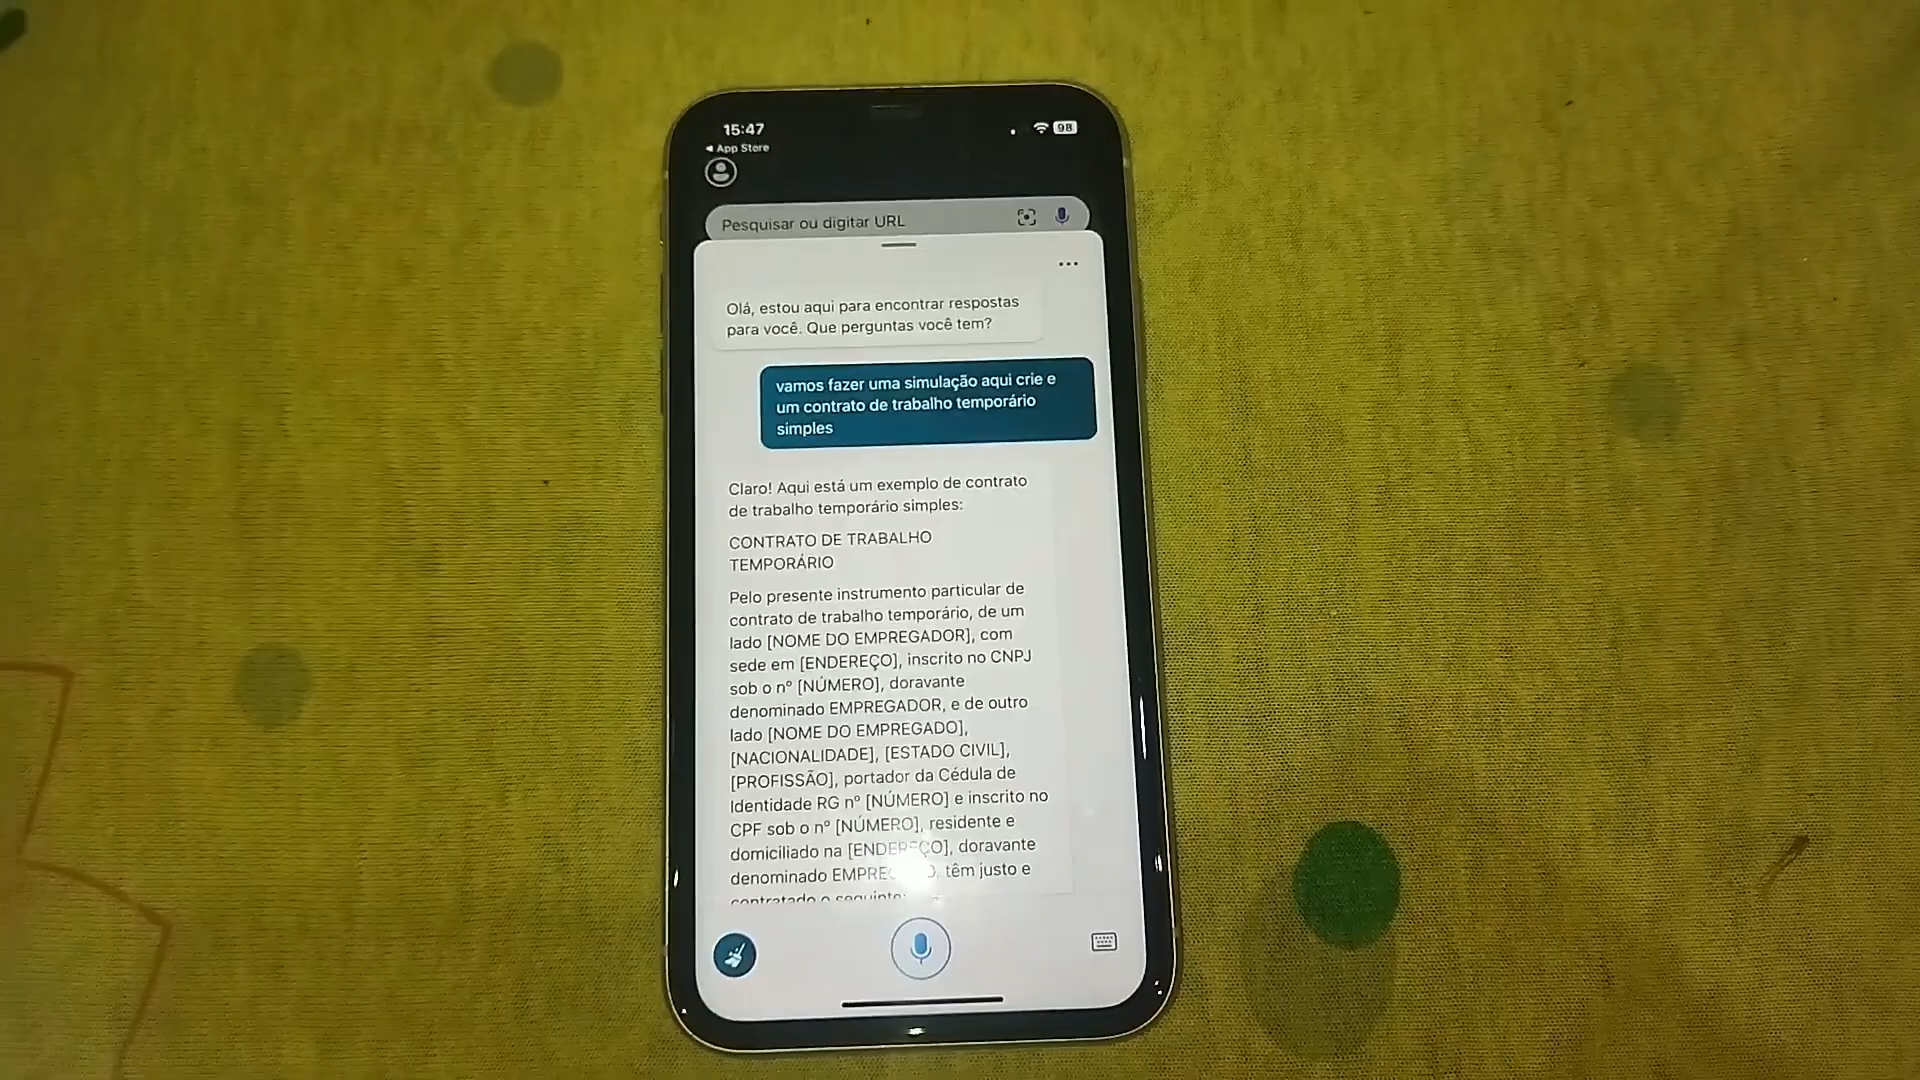 15:47
98
App Store
Pesquisar ou digitar URL
Olá, estou aqui para encontrar respostas
para você. Que perguntas você tem?
vamos fazer uma simulação aqui crie e
um contrato de trabalho temporário
simples
Claro! Aqui está um exemplo de contrato
de trabalho temporário simples:
CONTRATO DE TRABALHO
TEMPORÁRIO
Pelo presente instrumento particular de
contrato de trabalho temporário, de um
lado [NOME DO EMPREGADOR], com
sede em [ENDEREÇO], inscrito no CNPJ
sob o nº [NÚMERO], doravante
denominado EMPREGADOR, e de outro
lado [NOME DO EMPREGADO],
[NACIONALIDADE], [ESTADO CIVIL],
[PROFISSÃO], portador da Cédula de
Identidade RG nº [NÚMERO] e inscrito no
CPF sob o nº [NÚMERO], residente e
domiciliado na [ENDEREÇO], doravante
denominado têm justo e
contratado o seguinte: